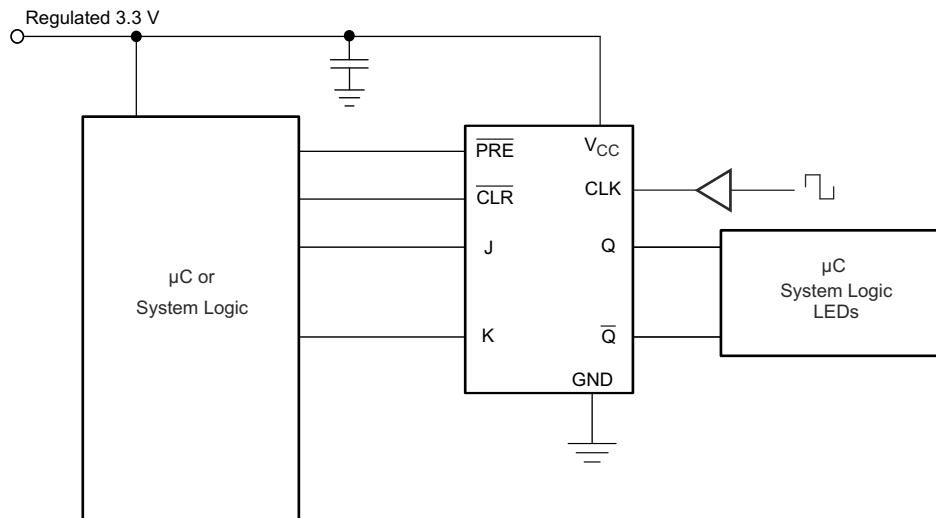 Regulated 3.3 V
PRE
VCC
CLK
CLR
J
Q
µC or
System Logic
µC
System Logic
LEDs
K
Q
GND